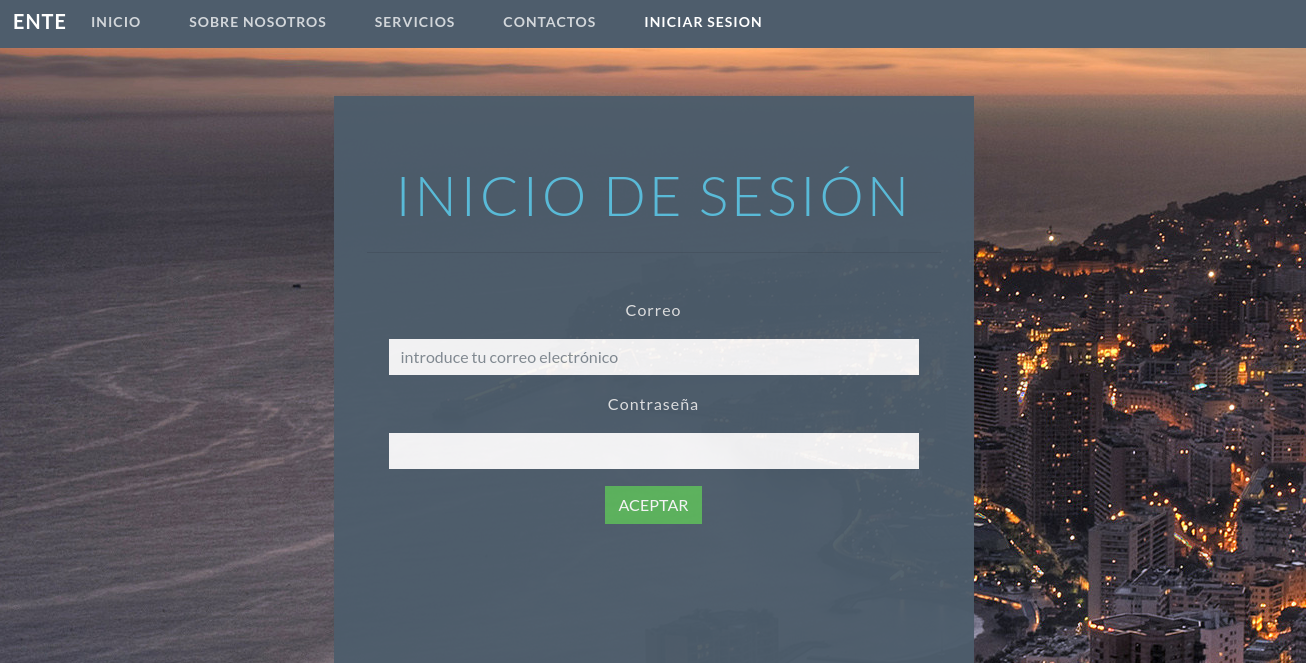 ENTE INICIO SOBRE NOSOTROS SERVICIOS CONTACTOS INICIAR SESION
INICIO DE SESIÓN
Correo
introduce tu correo electrónico
Contraseña
ACEPTAR